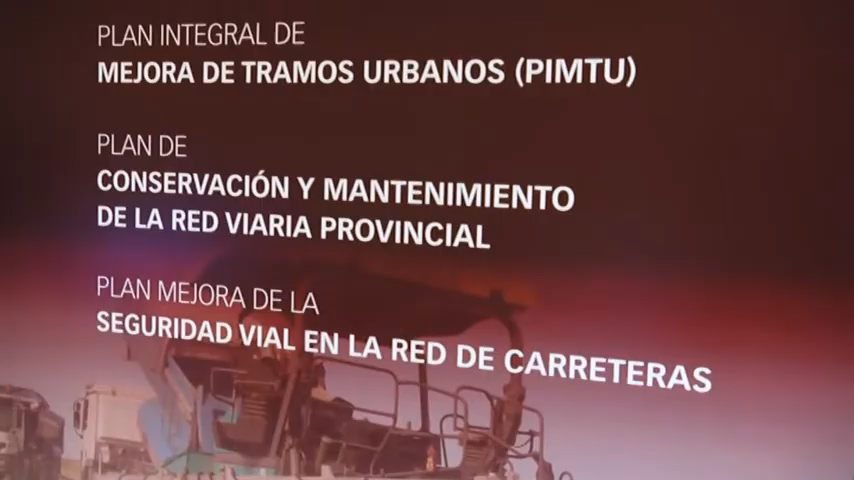 PLAN INTEGRAL DE
MEJORA DE TRAMOS URBANOS (PIMTU)
PLAN DE
CONSERVACIÓN Y MANTENIMIENTO
DE LA RED VIARIA PROVINCIAL
PLAN MEJORA DE LA
SEGURIDAD VIAL EN LA RED DE CARRETERAS